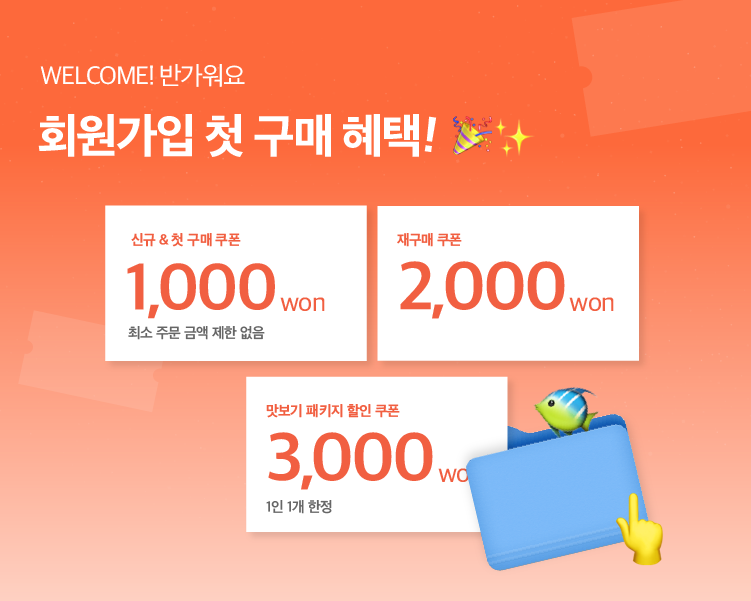 WELCOME! 반가워요
회원가입 첫 구매 혜택!
신규 & 첫 구매 쿠폰
1,000 won
최소 주문 금액 제한 없음
재구매 쿠폰
2,000 won
맛보기 패키지 할인 쿠폰
3,000 wo
1인 1개 한정